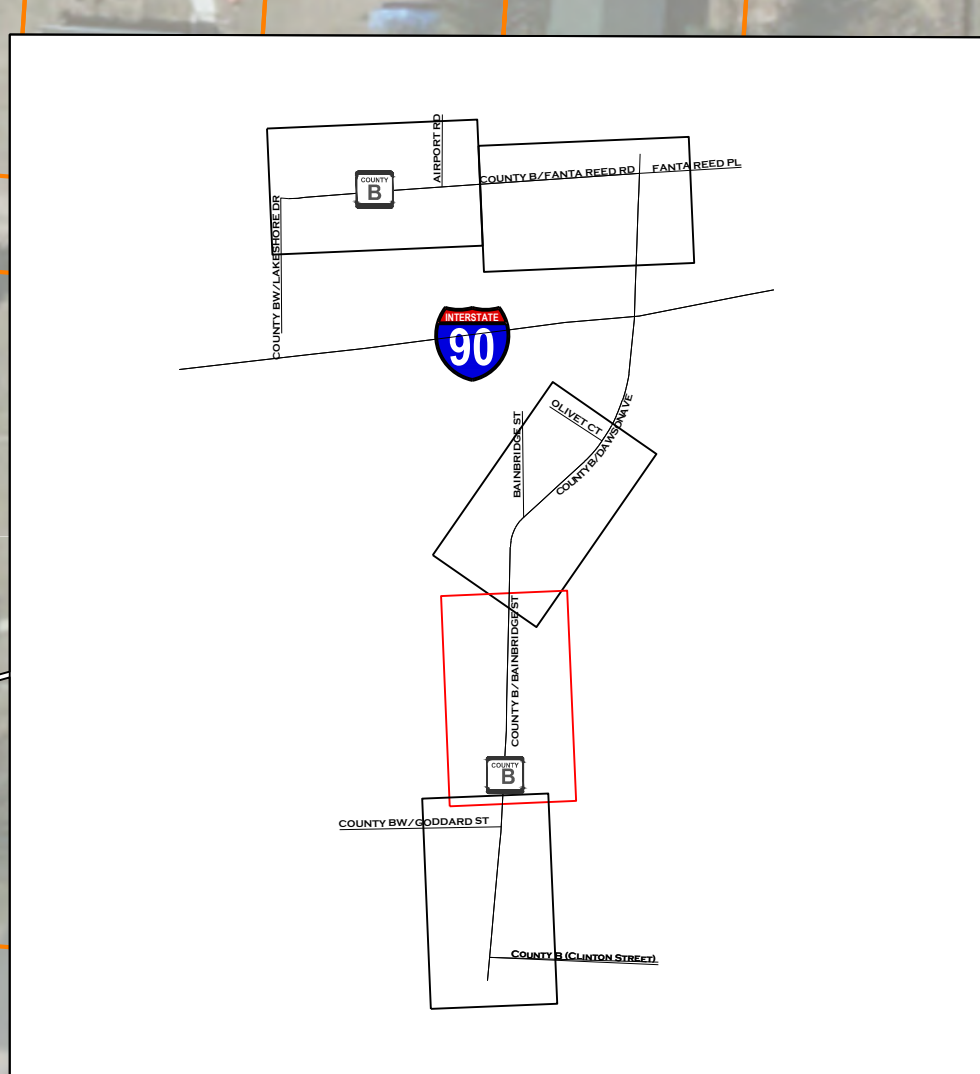 AIRPORT RD
COUNTY B/FANTA REED RD
FANTA REED PL
COUNTY
B
COUNTY BW/LAKESHORE DR
INTERSTATE
90
OLIVET CT
BAINBRIDGE ST
COUNTY B/DAWSON AVE
COUNTY B/BAINBRIDGE ST
COUNTY
B
COUNTY BW/GODDARD ST
COUNTY B (CLINTON STREET)